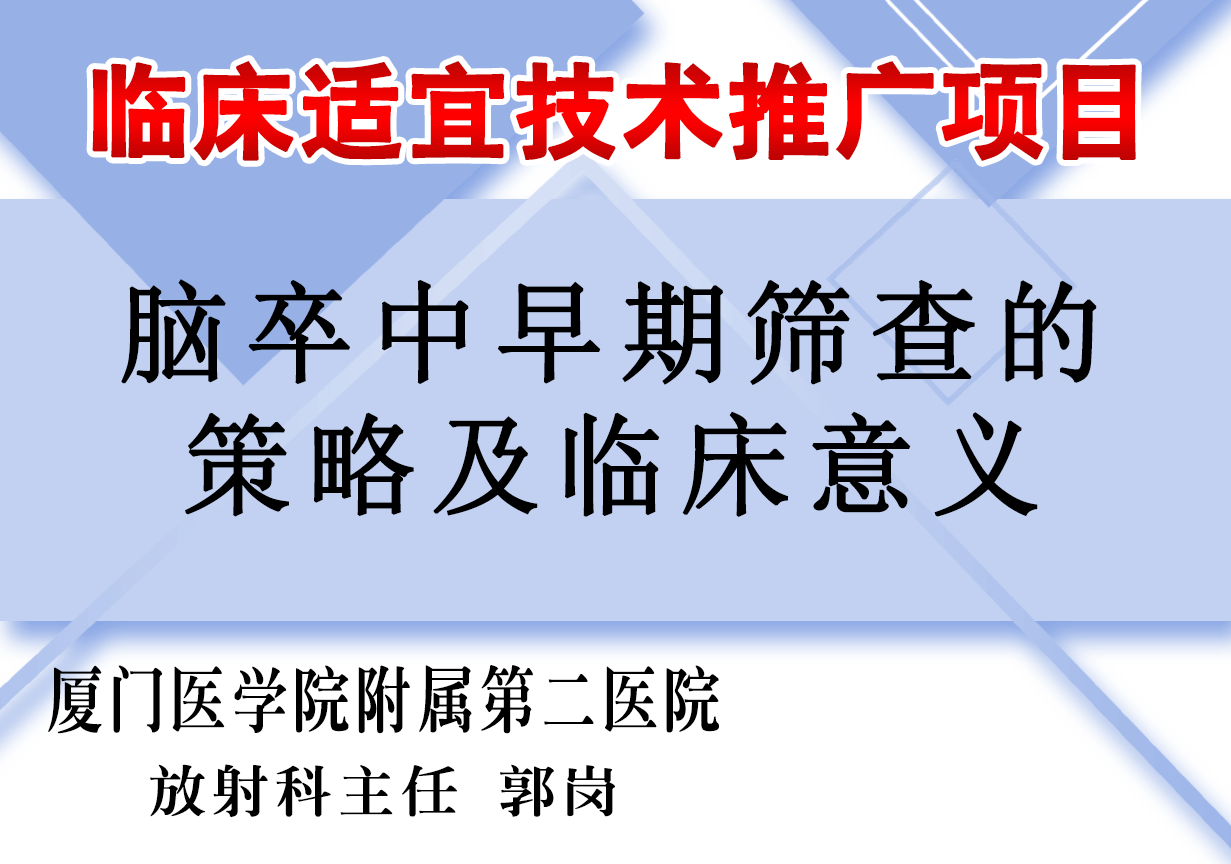 临床适宜技术推广项目
脑卒中早期筛查的
策略及临床意义
厦门医学院附属第二医院
放射科主任 郭岗